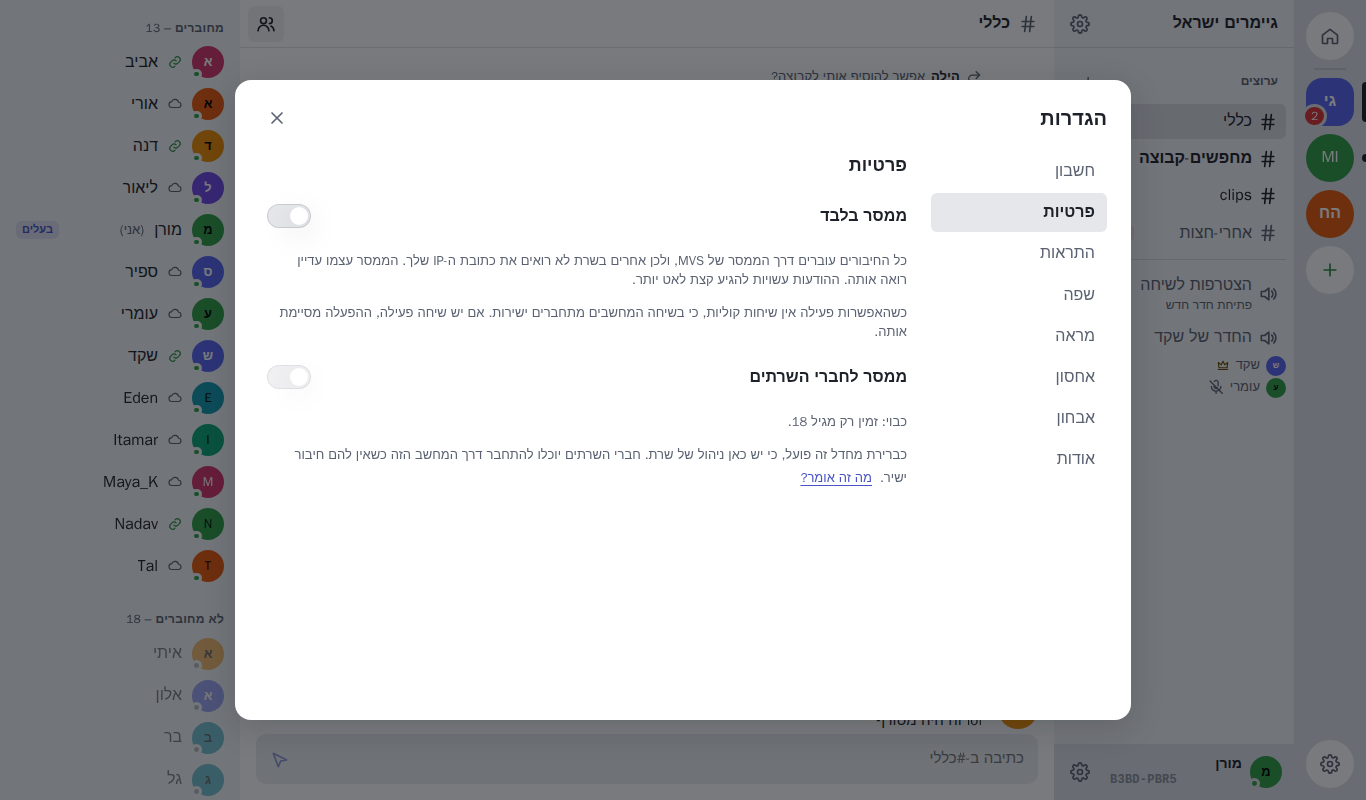 גיימרים ישראל
ערוצים
כללי
מחפשים-קבוצה
clips
אחרי-חצות
הצטרפות לשיחה
פתיחת חדר חדש
החדר של שקד
ש
שקד
ע
עומרי
גי
2
MI
הח
מ
מורן
B3BD-PBR5
כללי
הילה אפשר להוסיף אותי לקבוצה?
הגדרות
חשבון
פרטיות
התראות
שפה
מראה
אחסון
אבחון
אודות
פרטיות
ממסר בלבד
כל החיבורים עוברים דרך הממסר של MVS, ולכן אחרים בשרת לא רואים את כתובת ה-IP שלך. הממסר עצמו עדיין
רואה אותה. ההודעות עשויות להגיע קצת לאט יותר.
כשהאפשרות פעילה אין שיחות קוליות, כי בשיחה המחשבים מתחברים ישירות. אם יש שיחה פעילה, ההפעלה מסיימת
אותה.
ממסר לחברי השרתים
כבוי: זמין רק מגיל 18.
כברירת מחדל זה פועל, כי יש כאן ניהול של שרת. חברי השרתים יוכלו להתחבר דרך המחשב הזה כשאין להם חיבור
ישיר. מה זה אומר?
כתיבה ב-#כללי
מחוברים – 13
א
אביב
א
אורי
ד
דנה
ל
ליאור
מ
מורן (אני)
בעלים
ס
ספיר
ע
עומרי
ש
שקד
E
Eden
I
Itamar
M
Maya_K
N
Nadav
T
Tal
לא מחוברים – 18
א
איתי
א
אלון
ב
בר
ג
גל